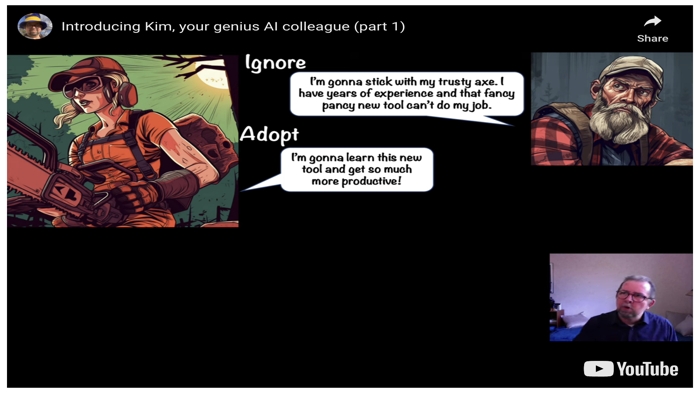 Introducing Kim, your genius AI colleague (part 1)
Share
Ignore
I'm gonna stick with my trusty axe. I
have years of experience and that fancy
pancy new tool can't do my job.
Adopt
I'm gonna learn this new
tool and get so much
more productive!
YouTube